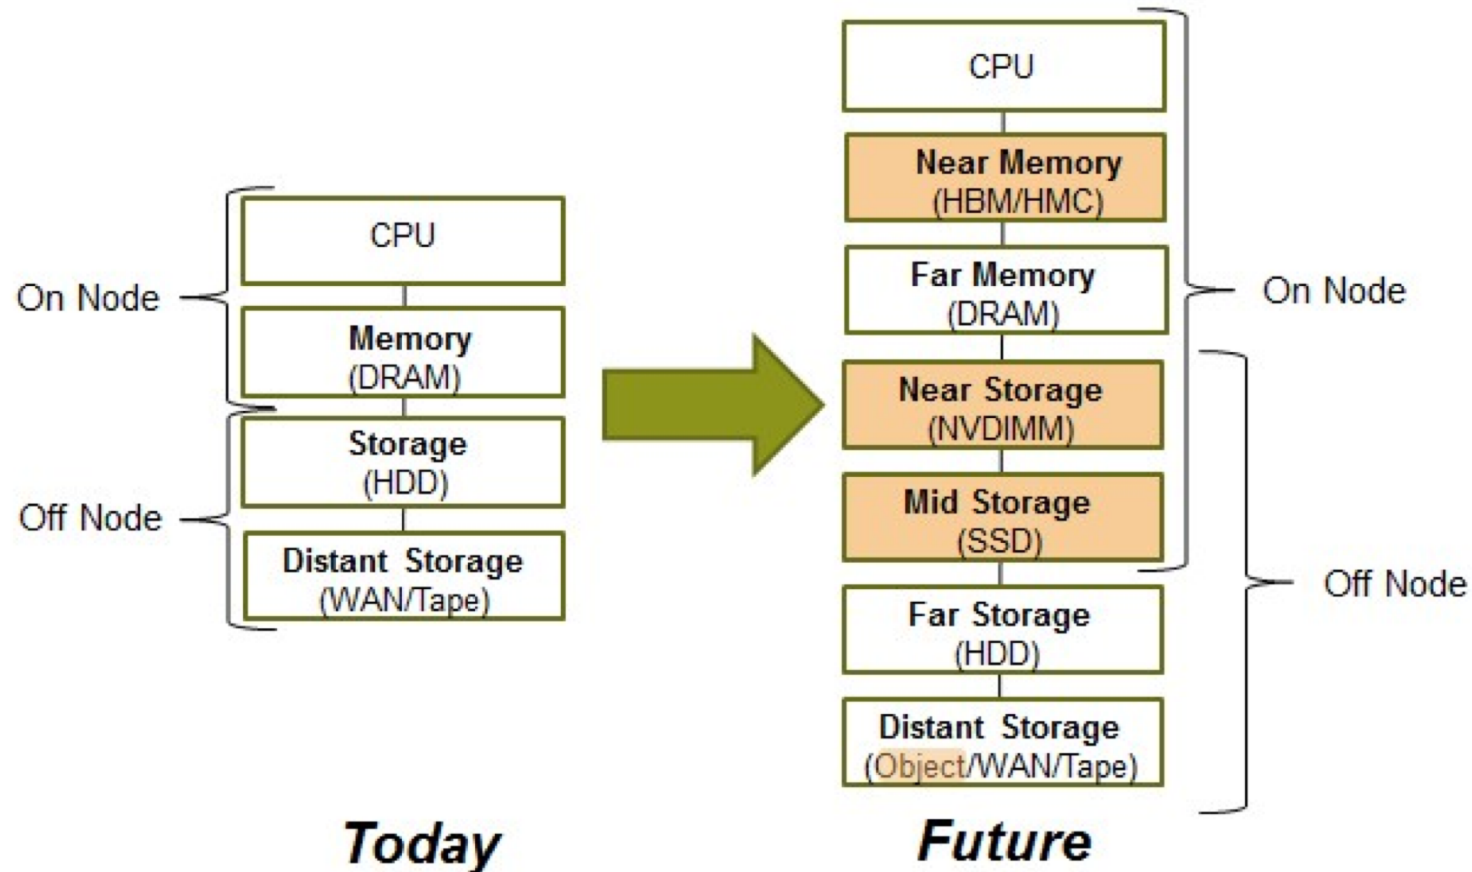 On Node
CPU
Memory
(DRAM)
Off Node
Storage
(HDD)
Distant Storage
(WAN/Tape)
Today
CPU
Near Memory
(HBM/HMC)
Far Memory
(DRAM)
Near Storage
(NVDIMM)
Mid Storage
(SSD)
Far Storage
(HDD)
Distant Storage
(Object/WAN/Tape)
On Node
Off Node
Future